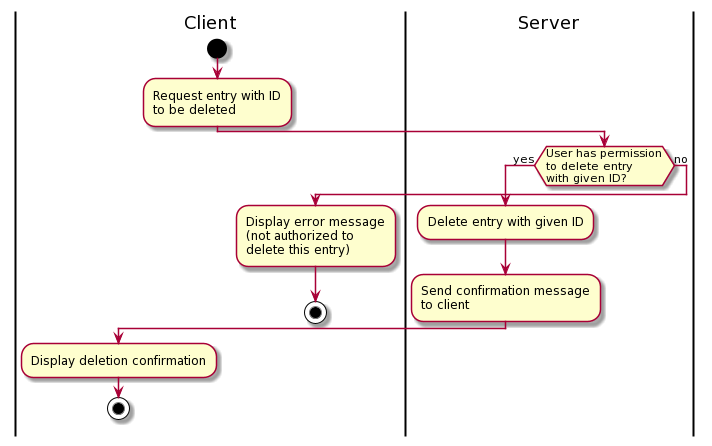 Client
Server
Request entry with ID
to be deleted
User has permission
to delete entry
with given ID?
yes
no
Display error message
(not authorized to
delete this entry)
Delete entry with given ID
Send confirmation message
to client
Display deletion confirmation